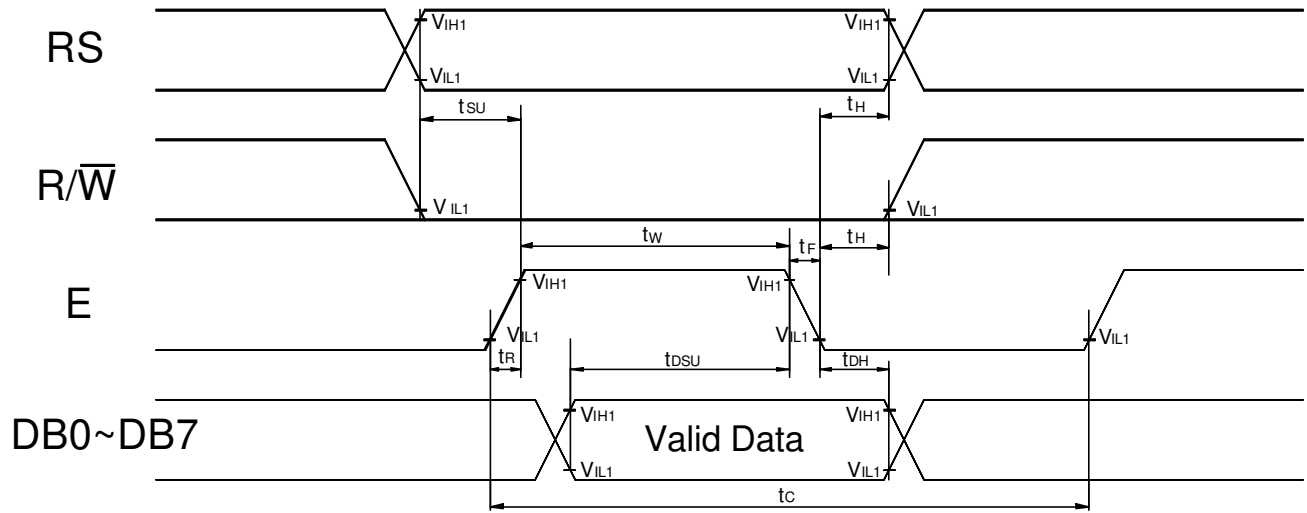 RS
VIH1
VIH1
VIL1
VIL1
tSU
tH
R/W̅
VIL1
VIL1
tW
tF
tH
E
VIH1
VIH1
VIL1
VIL1
VIL1
tR
tDSU
tDH
DB0~DB7
VIH1
Valid Data
VIH1
VIL1
VIL1
tC